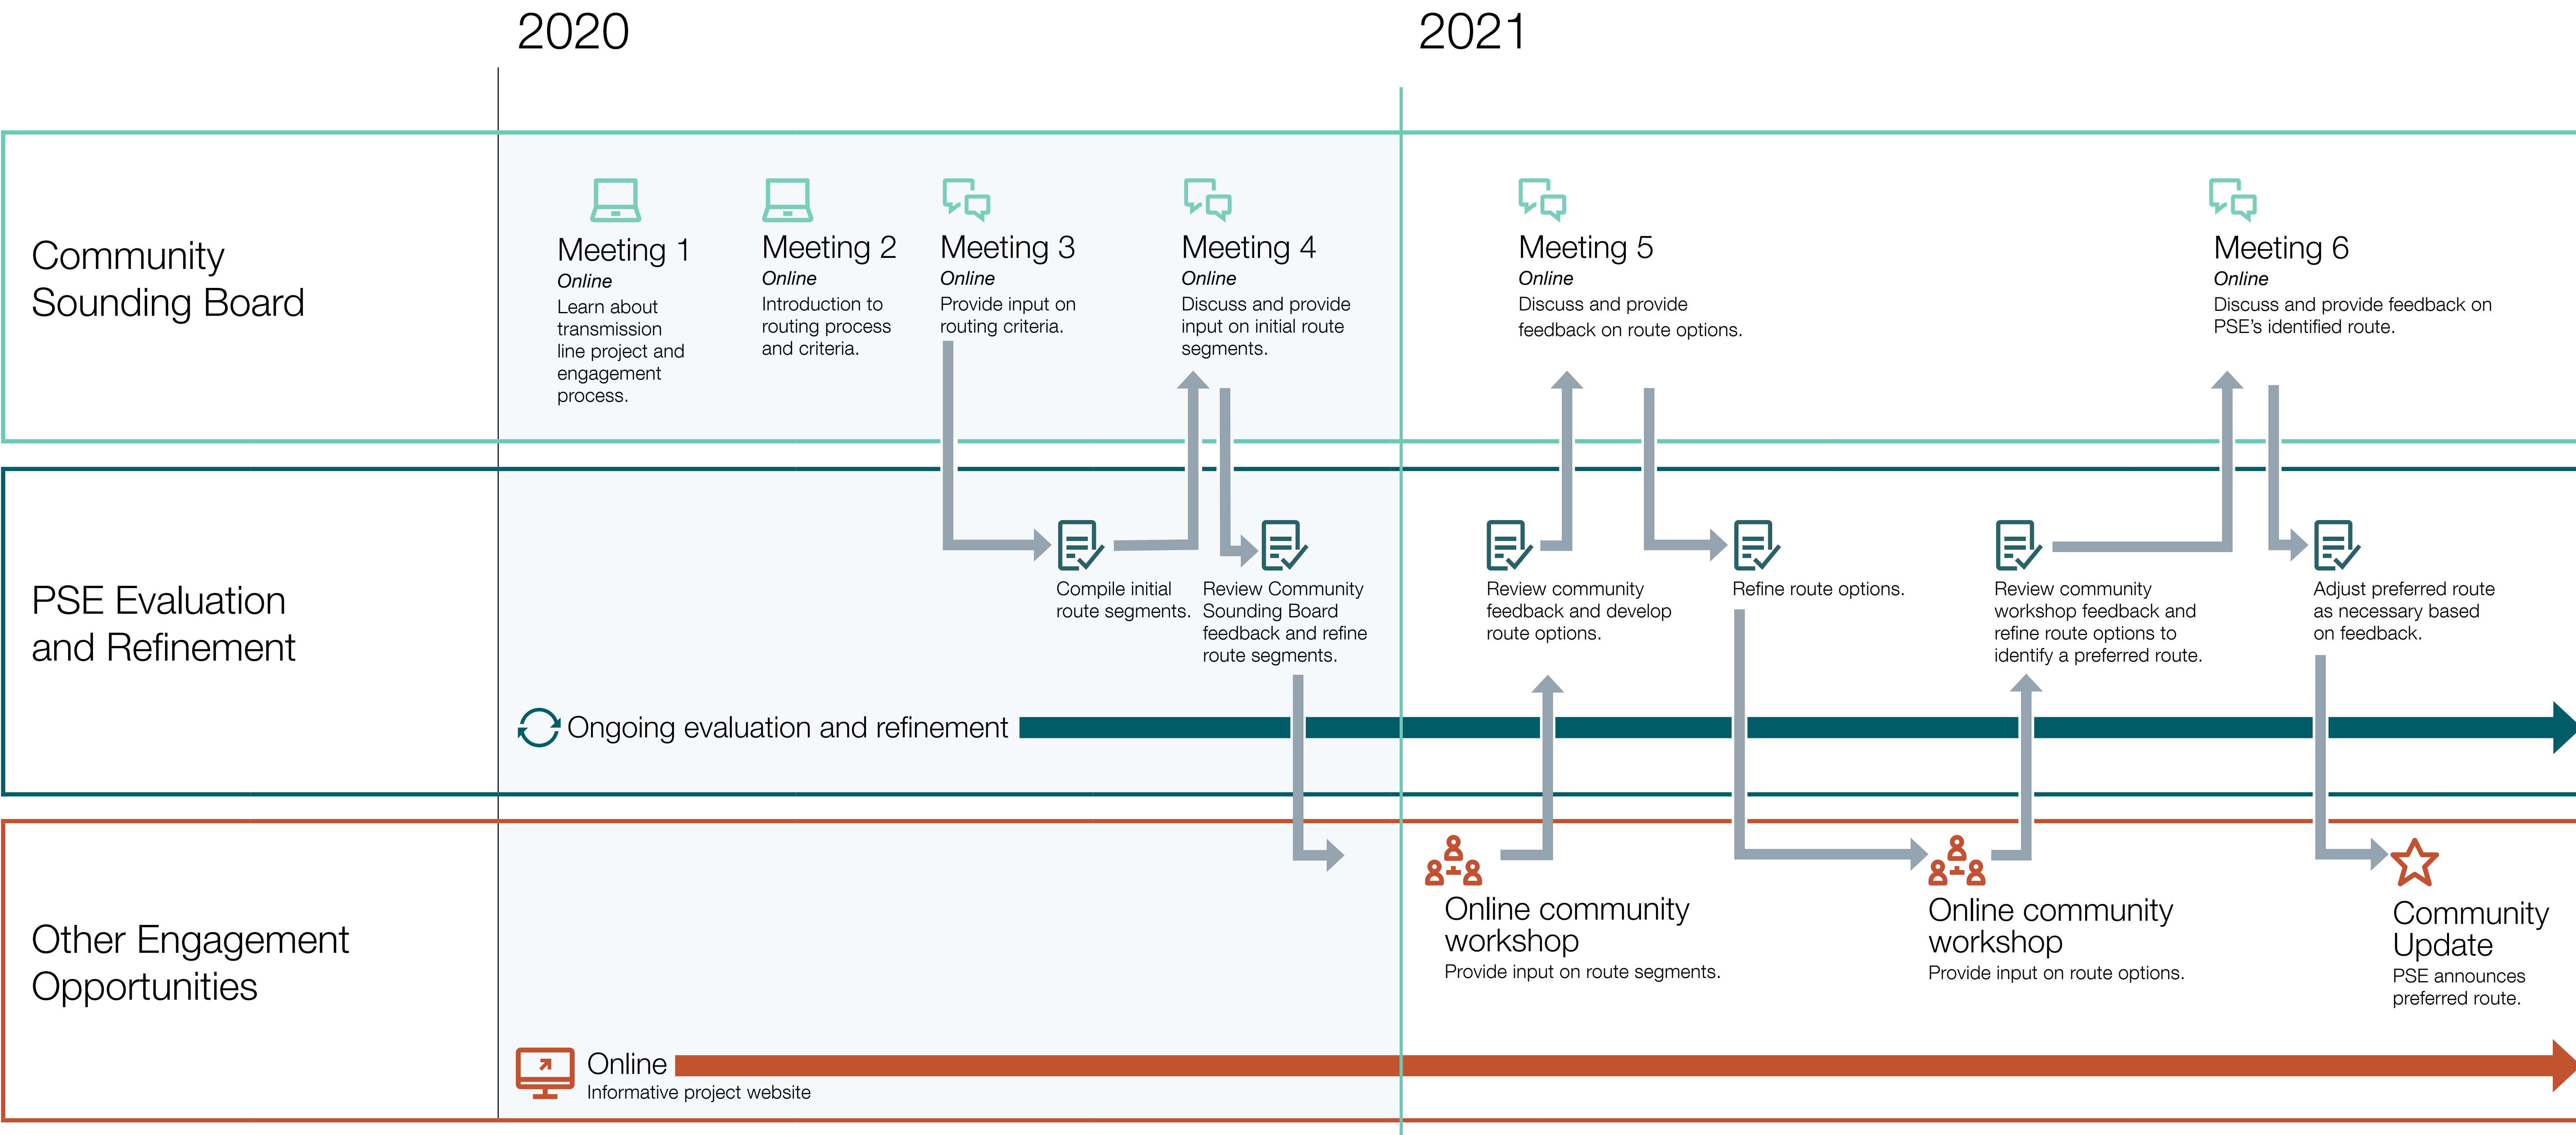 2020
2021
Community
Sounding Board
Meeting 1
Online
Learn about
transmission
line project and
engagement
process.
Meeting 2
Online
Introduction to
routing process
and criteria.
Meeting 3
Online
Provide input on
routing criteria.
Meeting 4
Online
Discuss and provide
input on initial route
segments.
Meeting 5
Online
Discuss and provide
feedback on route options.
Meeting 6
Online
Discuss and provide feedback on
PSE's identified route.
PSE Evaluation
and Refinement
Compile initial
route segments.
Review Community
Sounding Board
feedback and refine
route segments.
Review community
feedback and develop
route options.
Refine route options.
Review community
workshop feedback and
refine route options to
identify a preferred route.
Adjust preferred route
as necessary based
on feedback.
Ongoing evaluation and refinement
Other Engagement
Opportunities
Online community
workshop
Provide input on route segments.
Online community
workshop
Provide input on route options.
Community
Update
PSE announces
preferred route.
Online
Informative project website